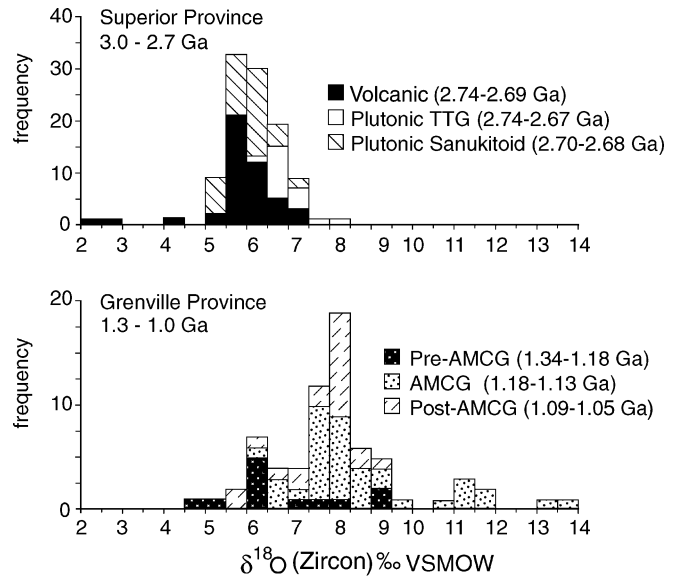 Superior Province
3.0 - 2.7 Ga
frequency
40
30
20
10
0
Volcanic (2.74-2.69 Ga)
Plutonic TTG (2.74-2.67 Ga)
Plutonic Sanukitoid (2.70-2.68 Ga)
2 3 4 5 6 7 8 9 10 11 12 13 14
Grenville Province
1.3 - 1.0 Ga
frequency
20
10
0
Pre-AMCG (1.34-1.18 Ga)
AMCG (1.18-1.13 Ga)
Post-AMCG (1.09-1.05 Ga)
2 3 4 5 6 7 8 9 10 11 12 13 14
δ18O (Zircon) ‰ VSMOW